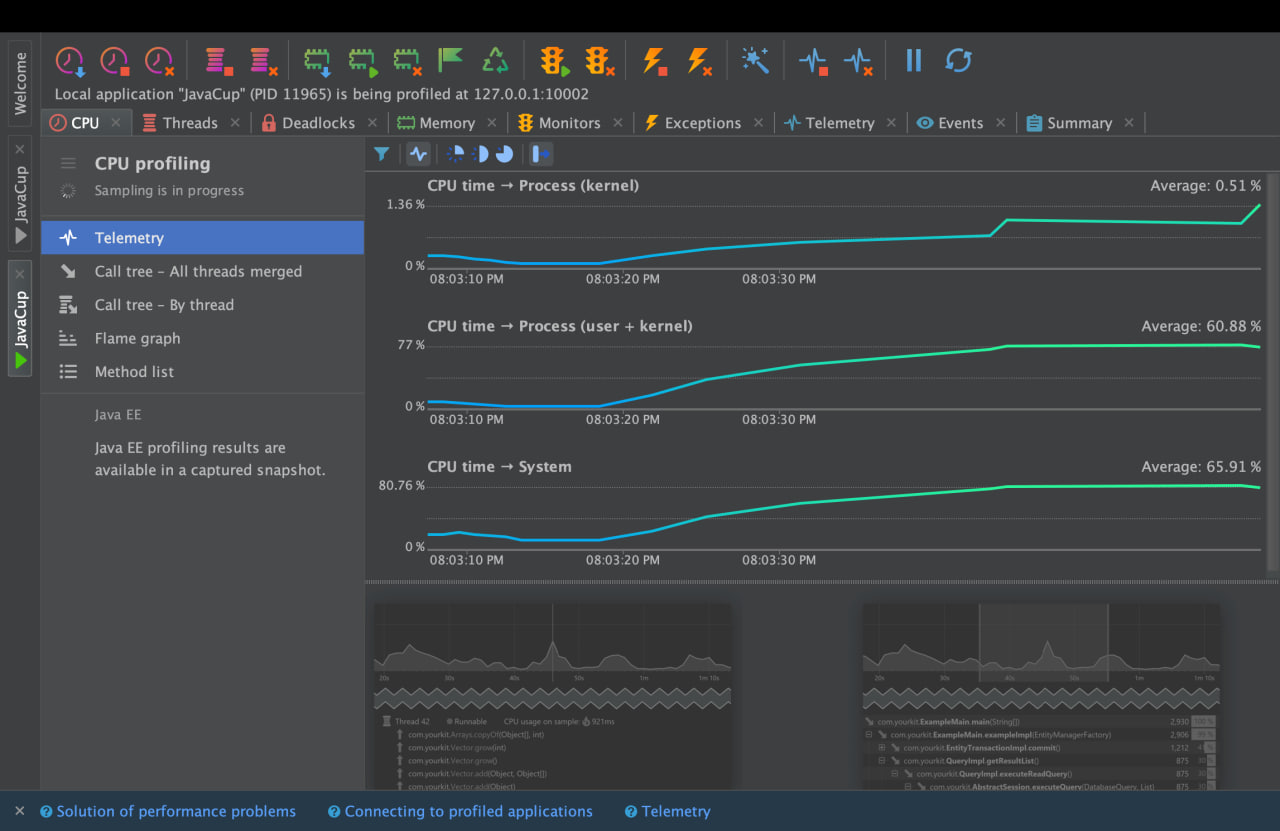 Welcome
JavaCup
JavaCup
Local application "JavaCup" (PID 11965) is being profiled at 127.0.0.1:10002
CPU
Threads
Deadlocks
Memory
Monitors
Exceptions
Telemetry
Events
Summary
CPU profiling
Sampling is in progress
Telemetry
Call tree – All threads merged
Call tree – By thread
Flame graph
Method list
Java EE
Java EE profiling results are
available in a captured snapshot.
CPU time → Process (kernel)
Average: 0.51 %
1.36 %
0 %
08:03:10 PM 08:03:20 PM 08:03:30 PM
CPU time → Process (user + kernel)
Average: 60.88 %
77 %
0 %
08:03:10 PM 08:03:20 PM 08:03:30 PM
CPU time → System
Average: 65.91 %
80.76 %
0 %
08:03:10 PM 08:03:20 PM 08:03:30 PM
20s 30s 40s 50s 1m 1m 10s
Thread 42 Runnable CPU usage on sample: 921ms
com.yourkit.Arrays.copyOf(Object[], int)
com.yourkit.Vector.grow(int)
com.yourkit.Vector.grow()
com.yourkit.Vector.add(Object, Object[])
com.yourkit.Vector.add(Object)
20s 30s 40s 50s 1m 1m 10s
com.yourkit.ExampleMain.main(String[]) 2,930 100 %
com.yourkit.ExampleMain.exampleImpl(EntityManagerFactory) 2,906 99 %
com.yourkit.EntityTransactionImpl.commit() 1,212 41 %
com.yourkit.QueryImpl.getResultList() 875 30
com.yourkit.QueryImpl.executeReadQuery() 875 30
com.yourkit.AbstractSession.executeQuery(DatabaseQuery, List) 875 30
Solution of performance problems
Connecting to profiled applications
Telemetry